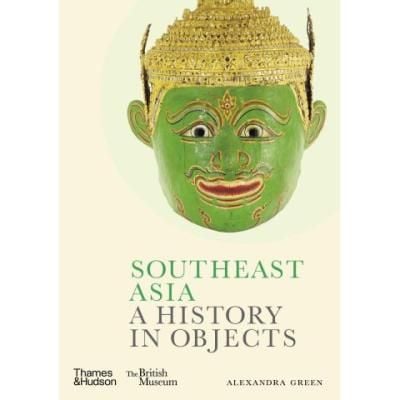 SOUTHEAST
ASIA
A HISTORY
IN OBJECTS
Thames
&Hudson
The British
Museum
ALEXANDRA GREEN